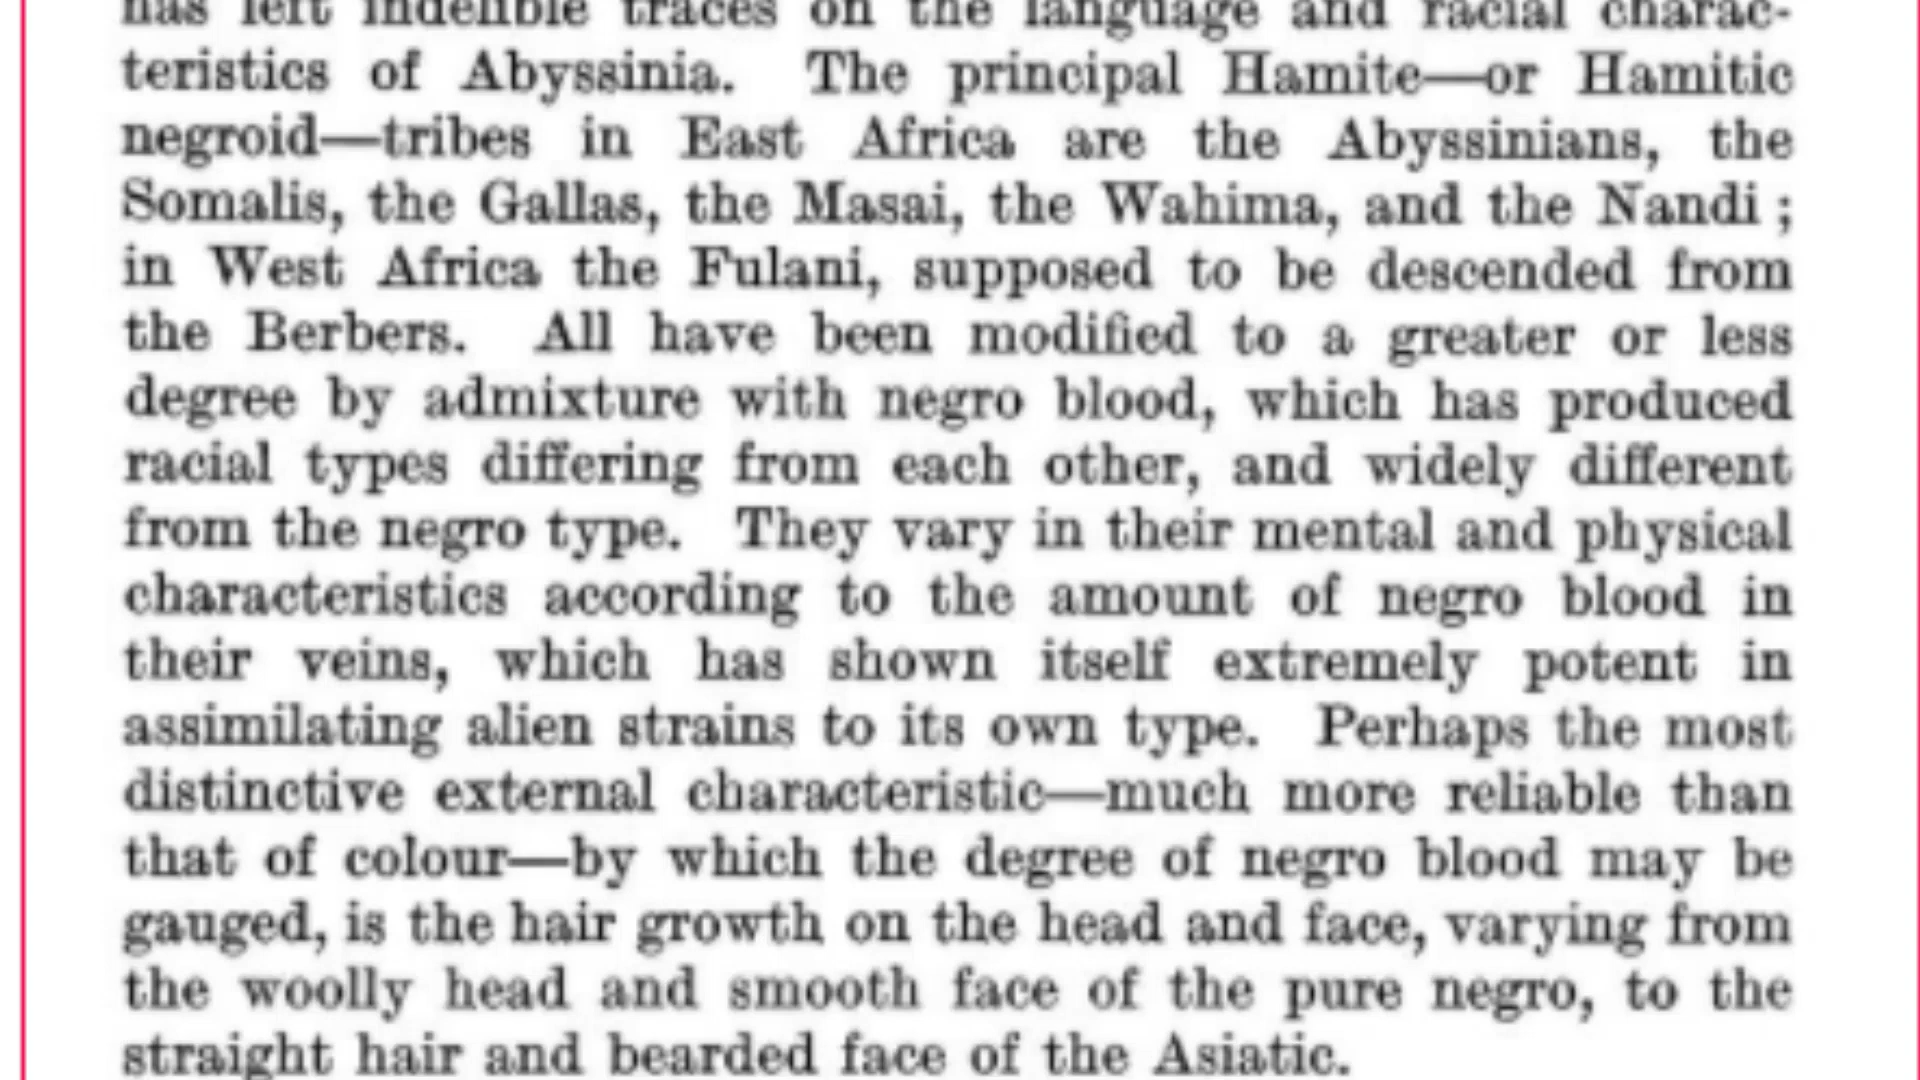 has left indelible traces on the language and racial charac-
teristics of Abyssinia. The principal Hamite—or Hamitic
negroid—tribes in East Africa are the Abyssinians, the
Somalis, the Gallas, the Masai, the Wahima, and the Nandi ;
in West Africa the Fulani, supposed to be descended from
the Berbers. All have been modified to a greater or less
degree by admixture with negro blood, which has produced
racial types differing from each other, and widely different
from the negro type. They vary in their mental and physical
characteristics according to the amount of negro blood in
their veins, which has shown itself extremely potent in
assimilating alien strains to its own type. Perhaps the most
distinctive external characteristic—much more reliable than
that of colour—by which the degree of negro blood may be
gauged, is the hair growth on the head and face, varying from
the woolly head and smooth face of the pure negro, to the
straight hair and bearded face of the Asiatic.